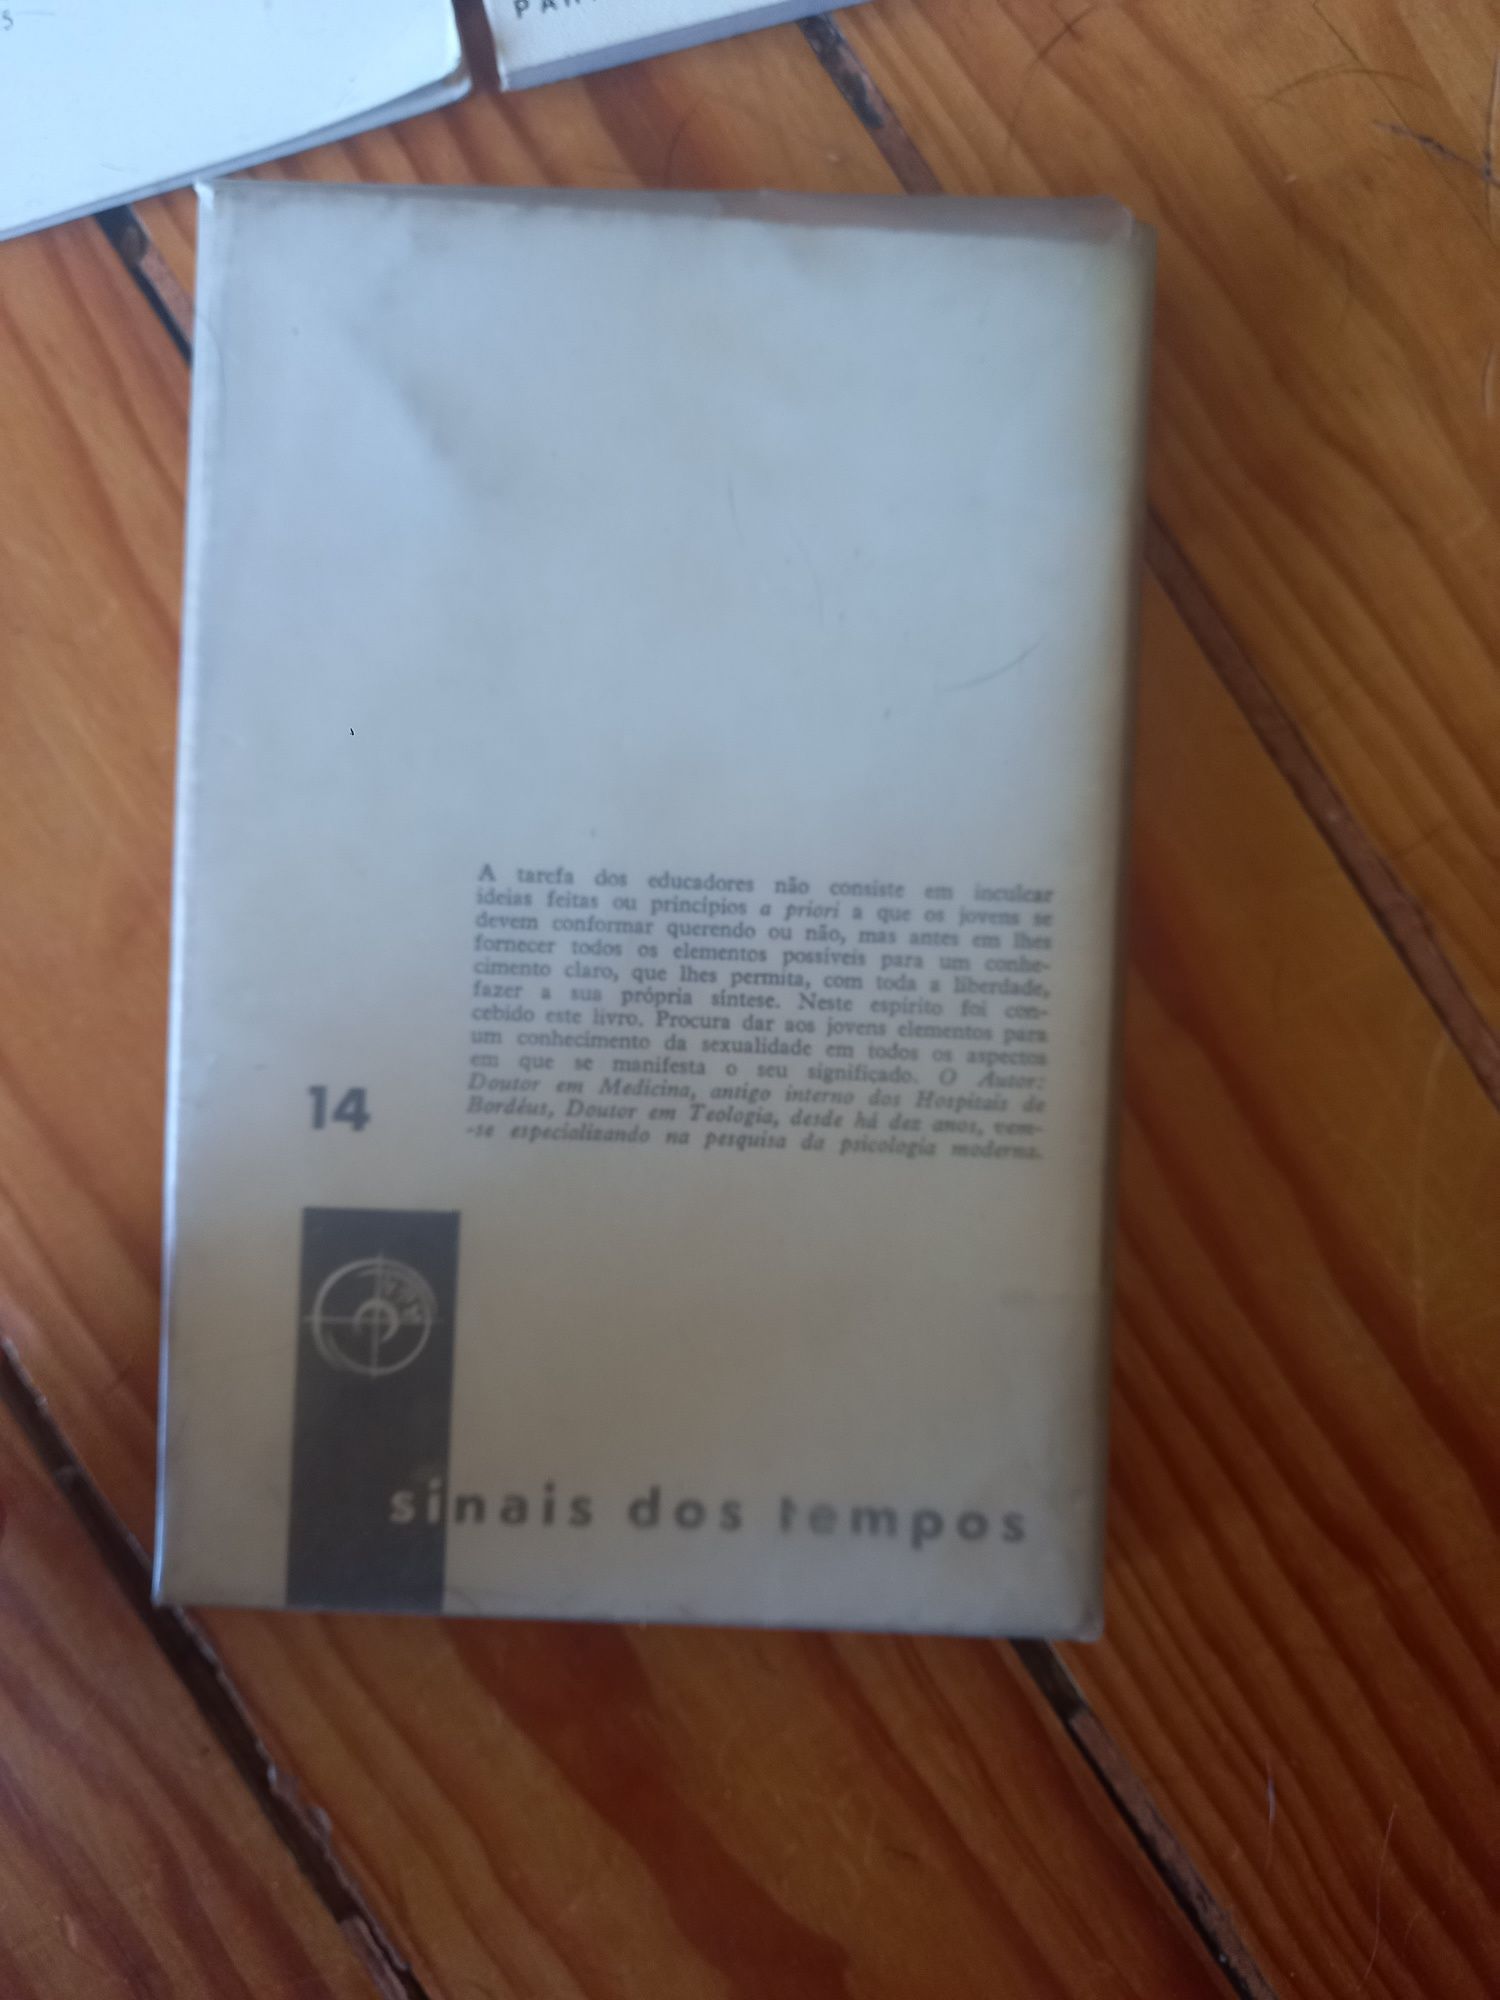 S
PAR
A tarefa dos educadores não consiste em inculcar
ideias feitas ou princípios a priori a que os jovens se
devem conformar querendo ou não, mas antes em lhes
fornecer todos os elementos possíveis para um conhe-
cimento claro, que lhes permita, com toda a liberdade,
fazer a sua própria síntese. Neste espírito foi con-
cebido este livro. Procura dar aos jovens elementos para
um conhecimento da sexualidade em todos os aspectos
em que se manifesta o seu significado. O Autor:
Doutor em Medicina, antigo interno dos Hospitais de
Bordéus, Doutor em Teologia, desde há dez anos, vem-
-se especializando na pesquisa da psicologia moderna.
14
sinais dos tempos